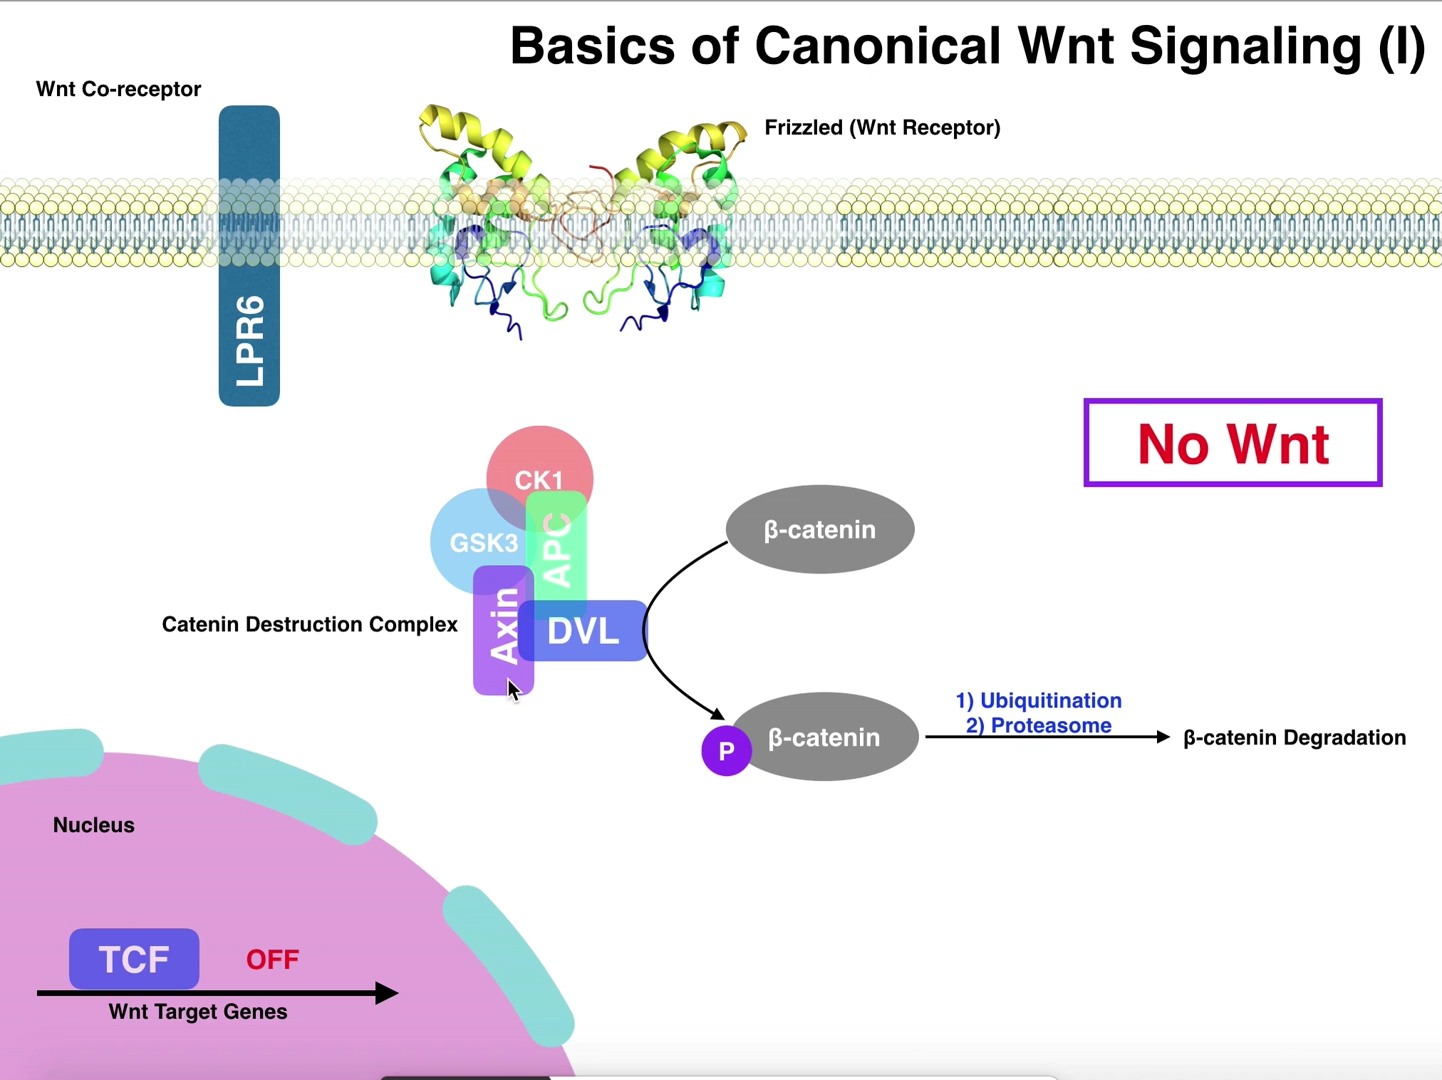 Basics of Canonical Wnt Signaling (I)
Wnt Co-receptor
Frizzled (Wnt Receptor)
LPR6
No Wnt
CK1
GSK3
APC
β-catenin
Axin
DVL
Catenin Destruction Complex
1) Ubiquitination
2) Proteasome
P
β-catenin
β-catenin Degradation
Nucleus
TCF
OFF
Wnt Target Genes